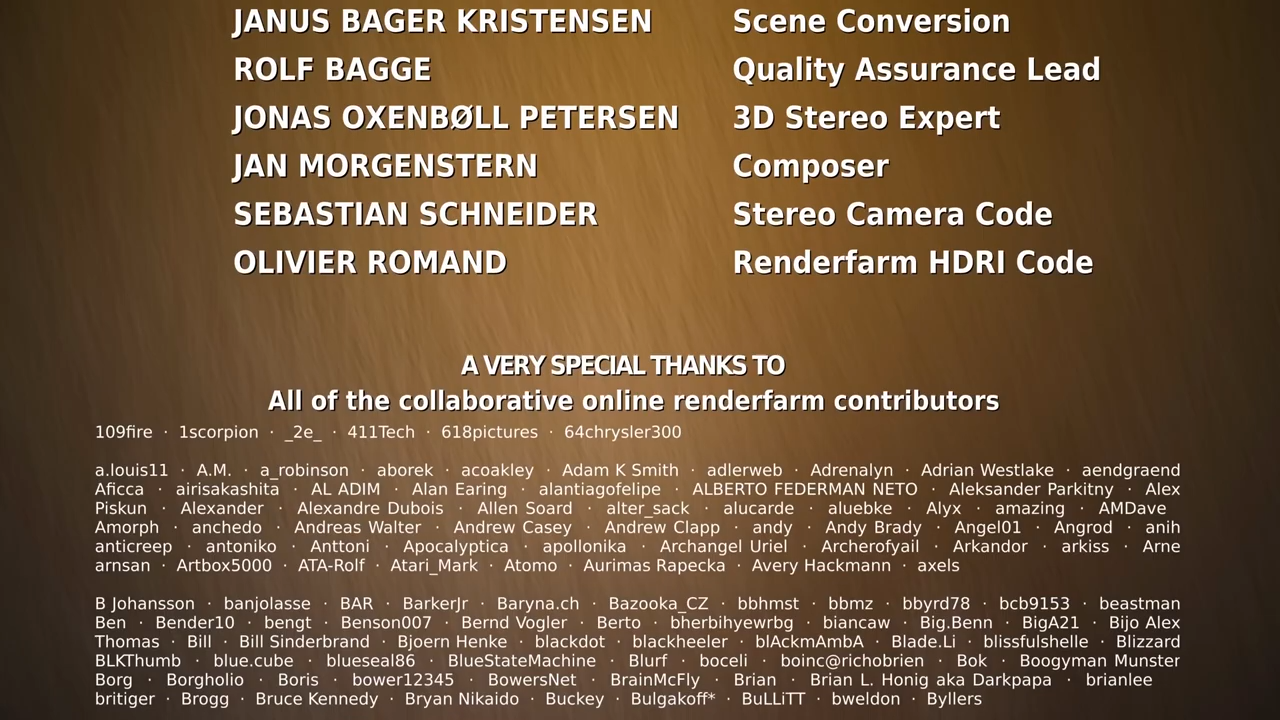 JANUS BAGER KRISTENSEN Scene Conversion
ROLF BAGGE Quality Assurance Lead
JONAS OXENBØLL PETERSEN 3D Stereo Expert
JAN MORGENSTERN Composer
SEBASTIAN SCHNEIDER Stereo Camera Code
OLIVIER ROMAND Renderfarm HDRI Code
A VERY SPECIAL THANKS TO
All of the collaborative online renderfarm contributors
109fire · 1scorpion · _2e_ · 411Tech · 618pictures · 64chrysler300
a.louis11 · A.M. · a_robinson · aborek · acoakley · Adam K Smith · adlerweb · Adrenalyn · Adrian Westlake · aendgraend
Aficca · airisakashita · AL ADIM · Alan Earing · alantiagofelipe · ALBERTO FEDERMAN NETO · Aleksander Parkitny · Alex
Piskun · Alexander · Alexandre Dubois · Allen Soard · alter_sack · alucarde · aluebke · Alyx · amazing · AMDave
Amorph · anchedo · Andreas Walter · Andrew Casey · Andrew Clapp · andy · Andy Brady · Angel01 · Angrod · anih
anticreep · antoniko · Anttoni · Apocalyptica · apollonika · Archangel Uriel · Archerofyail · Arkandor · arkiss · Arne
arnsan · Artbox5000 · ATA-Rolf · Atari_Mark · Atomo · Aurimas Rapecka · Avery Hackmann · axels
B Johansson · banjolasse · BAR · BarkerJr · Baryna.ch · Bazooka_CZ · bbhmst · bbmz · bbyrd78 · bcb9153 · beastman
Ben · Bender10 · bengt · Benson007 · Bernd Vogler · Berto · bherbihyewrbg · biancaw · Big.Benn · BigA21 · Bijo Alex
Thomas · Bill · Bill Sinderbrand · Bjoern Henke · blackdot · blackheeler · blAckmAmbA · Blade.Li · blissfulshelle · Blizzard
BLKThumb · blue.cube · blueseal86 · BlueStateMachine · Blurf · boceli · boinc@richobrien · Bok · Boogyman Munster
Borg · Borgholio · Boris · bower12345 · BowersNet · BrainMcFly · Brian · Brian L. Honig aka Darkpapa · brianlee
britiger · Brogg · Bruce Kennedy · Bryan Nikaido · Buckey · Bulgakoff* · BuLLiTT · bweldon · Byllers